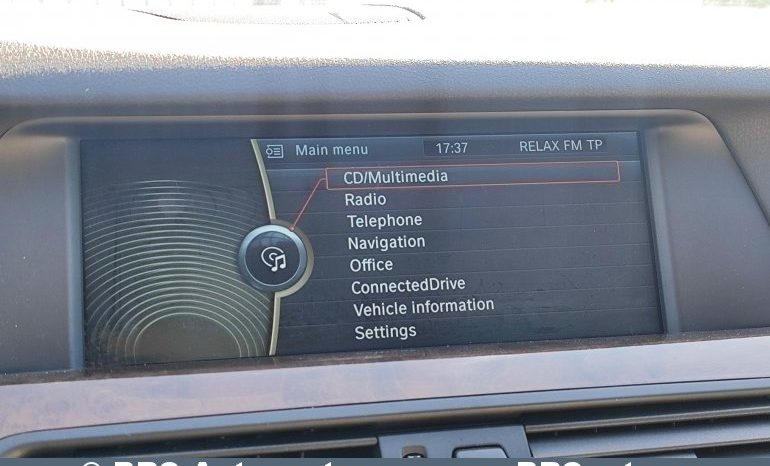 Main menu 17:37 RELAX FM TP
CD/Multimedia
Radio
Telephone
Navigation
Office
ConnectedDrive
Vehicle information
Settings